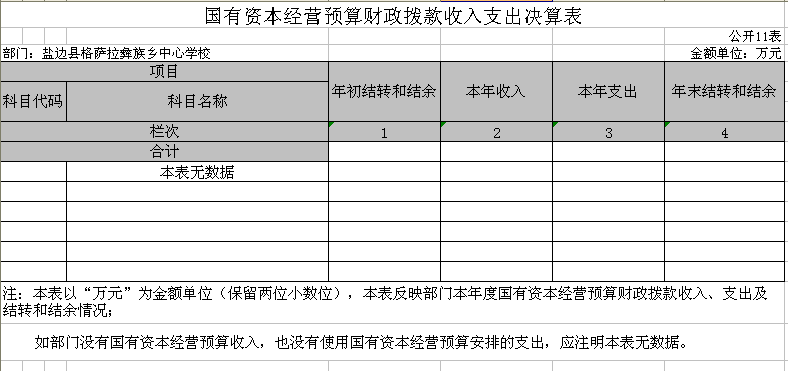 国有资本经营预算财政拨款收入支出决算表
公开11表
部门：盐边县格萨拉彝族乡中心学校 金额单位：万元
项目
科目代码 科目名称 年初结转和结余 本年收入 本年支出 年末结转和结余
栏次 1 2 3 4
合计
本表无数据
注：本表以“万元”为金额单位（保留两位小数位），本表反映部门本年度国有资本经营预算财政拨款收入、支出及
结转和结余情况；
如部门没有国有资本经营预算收入，也没有使用国有资本经营预算安排的支出，应注明本表无数据。